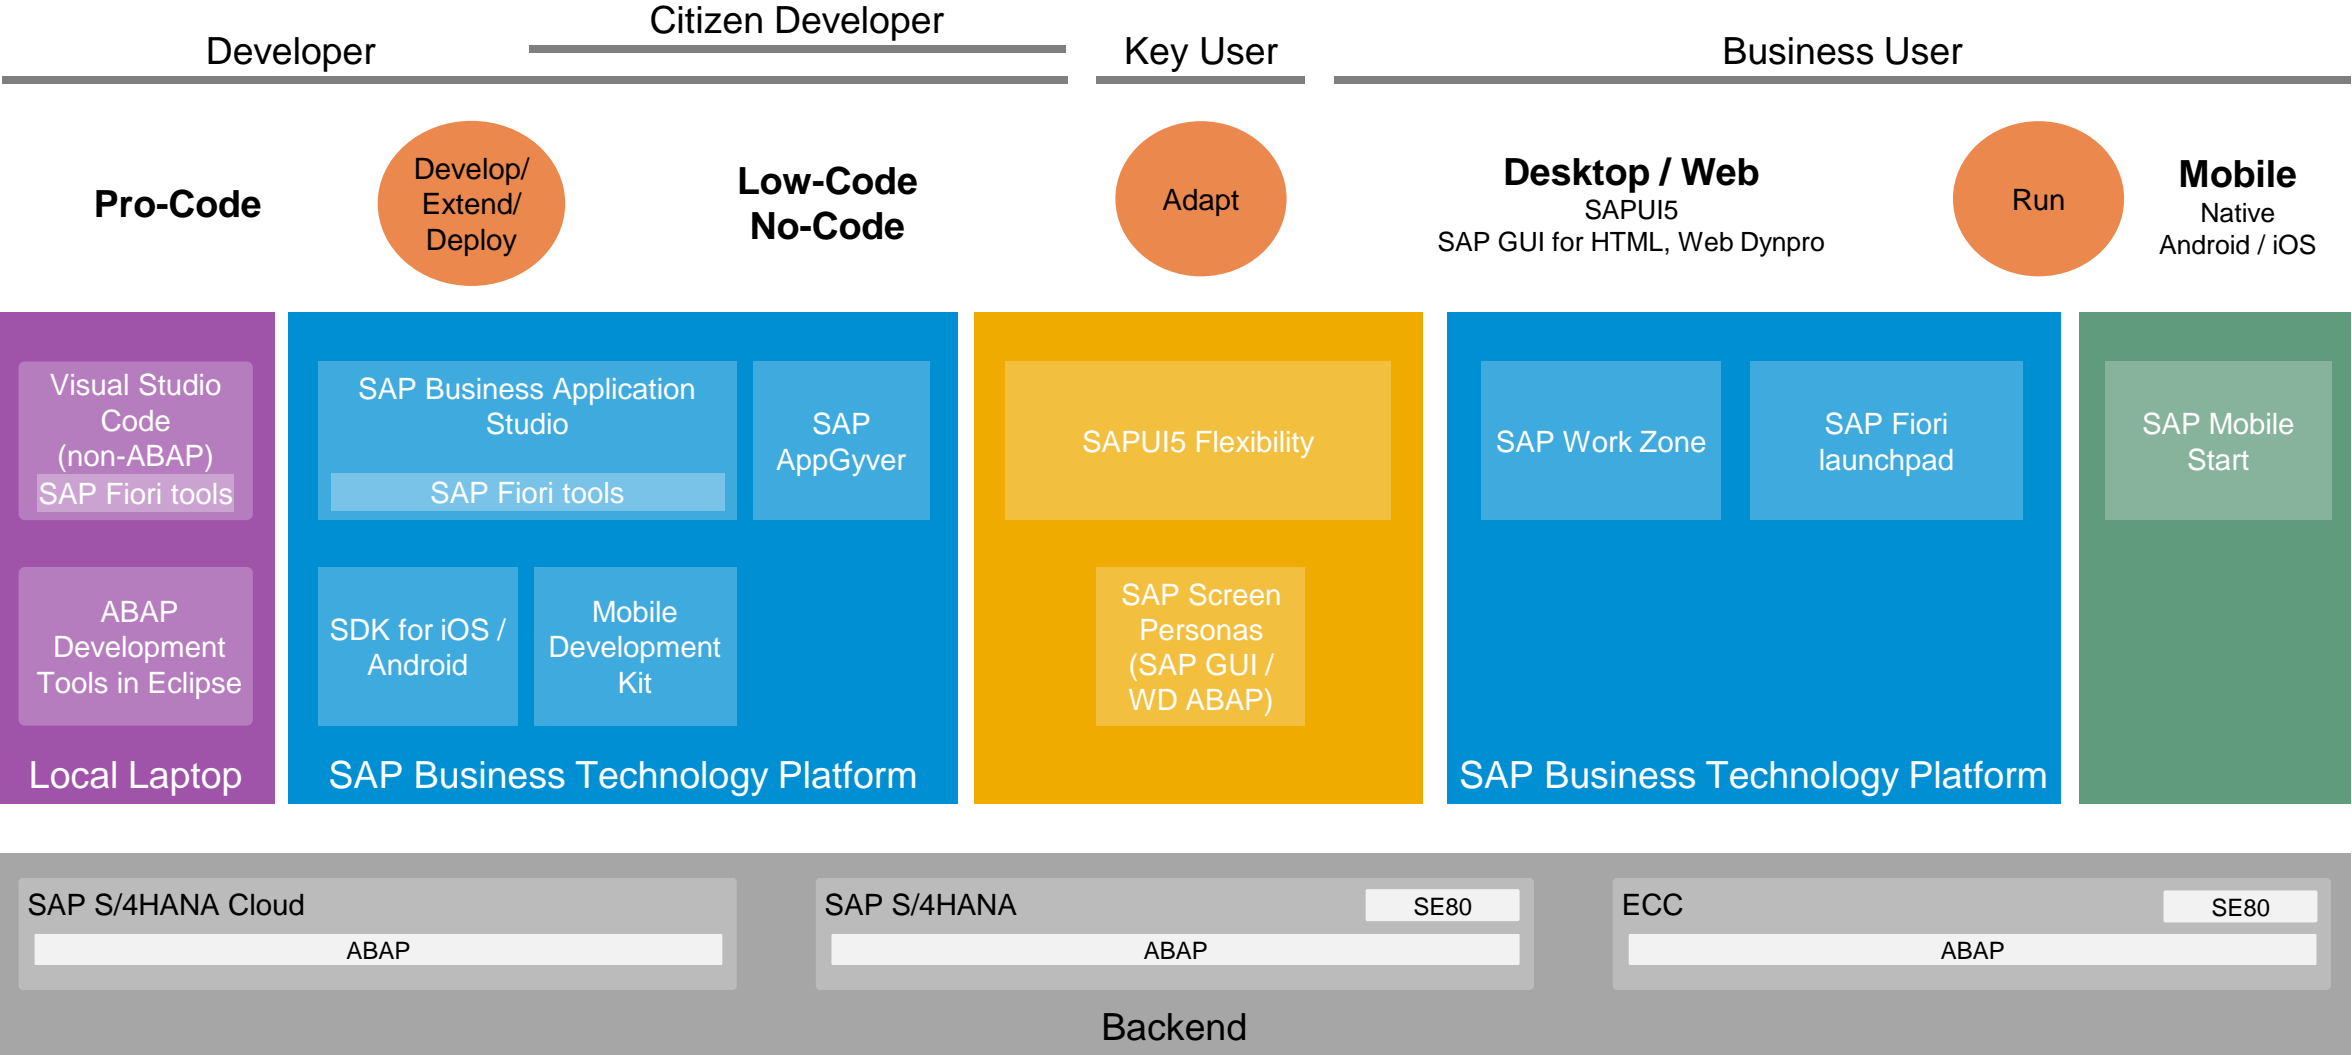 Citizen Developer
Developer
Key User
Business User
Pro-Code
Develop/
Extend/
Deploy
Low-Code
No-Code
Adapt
Desktop / Web
SAPUI5
SAP GUI for HTML, Web Dynpro
Run
Mobile
Native
Android / iOS
Visual Studio
Code
(non-ABAP)
SAP Fiori tools
SAP Business Application
Studio
SAP Fiori tools
SAP
AppGyver
SAPUI5 Flexibility
SAP Work Zone
SAP Fiori
launchpad
SAP Mobile
Start
ABAP
Development
Tools in Eclipse
SDK for iOS /
Android
Mobile
Development
Kit
SAP Screen
Personas
(SAP GUI /
WD ABAP)
Local Laptop
SAP Business Technology Platform
SAP Business Technology Platform
SAP S/4HANA Cloud
ABAP
SAP S/4HANA
SE80
ABAP
ECC
SE80
ABAP
Backend